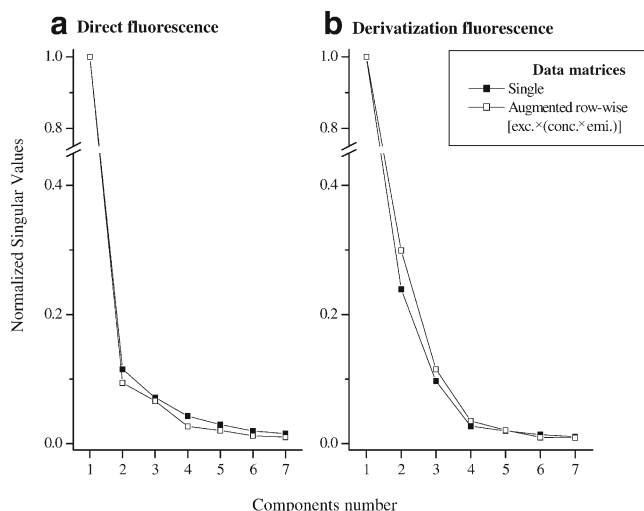 a Direct fluorescence
b Derivatization fluorescence
Data matrices
Single
Augmented row-wise
[exc.×(conc.×emi.)]
Normalized Singular Values
1.0
0.8
0.4
0.2
0.0
1 2 3 4 5 6 7
1.0
0.8
0.4
0.2
0.0
1 2 3 4 5 6 7
Components number